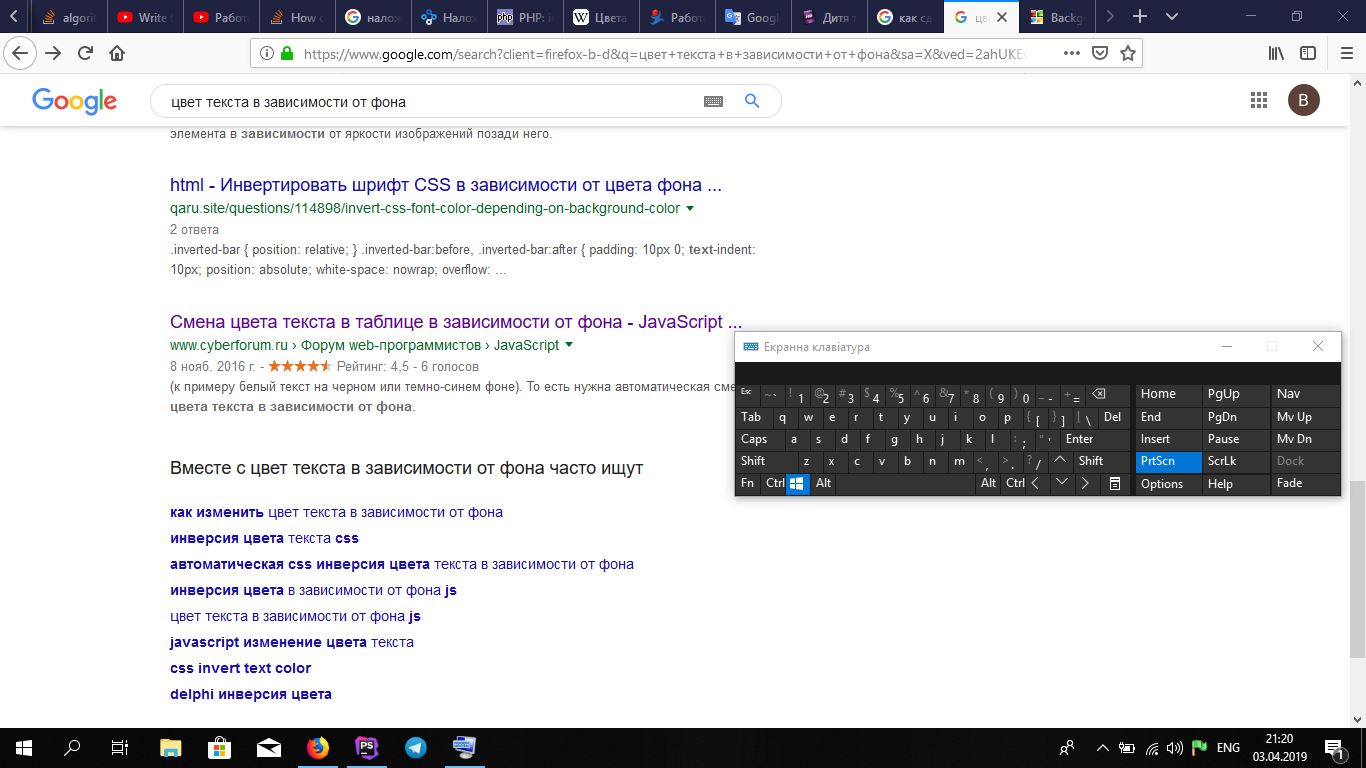 algorit
Write t
Работа
How c
налож
Налож
php PHP: i
W Цвета
Работ
Googl
Дитя т
как сд
цв
Backg
https://www.google.com/search?client=firefox-b-d&q=цвет+текста+в+зависимости+от+фона&sa=X&ved=2ahUKEv
Google
цвет текста в зависимости от фона
B
элемента в зависимости от яркости изображений позади него.
html - Инвертировать шрифт CSS в зависимости от цвета фона ...
qaru.site/questions/114898/invert-css-font-color-depending-on-background-color
2 ответа
.inverted-bar { position: relative; } .inverted-bar:before, .inverted-bar:after { padding: 10px 0; text-indent:
10px; position: absolute; white-space: nowrap; overflow: ...
Смена цвета текста в таблице в зависимости от фона - JavaScript ...
www.cyberforum.ru › Форум web-программистов › JavaScript
8 нояб. 2016 г. - Рейтинг: 4,5 - 6 голосов
(к примеру белый текст на черном или темно-синем фоне). То есть нужна автоматическая сме
цвета текста в зависимости от фона.
Вместе с цвет текста в зависимости от фона часто ищут
как изменить цвет текста в зависимости от фона
инверсия цвета текста css
автоматическая css инверсия цвета текста в зависимости от фона
инверсия цвета в зависимости от фона js
цвет текста в зависимости от фона js
javascript изменение цвета текста
css invert text color
delphi инверсия цвета
Екранна клавіатура
Esc ~ ` ! 1 @ 2 # 3 $ 4 % 5 ^ 6 & 7 * 8 ( 9 ) 0 _ - + = Home PgUp Nav
Tab q w e r t y u i o p { [ } ] | \ Del End PgDn Mv Up
Caps a s d f g h j k l : ; " ' Enter Insert Pause Mv Dn
Shift z x c v b n m < , > . ? / Shift PrtScn ScrLk Dock
Fn Ctrl Alt Alt Ctrl Options Help Fade
PS
ENG
21:20
03.04.2019
1